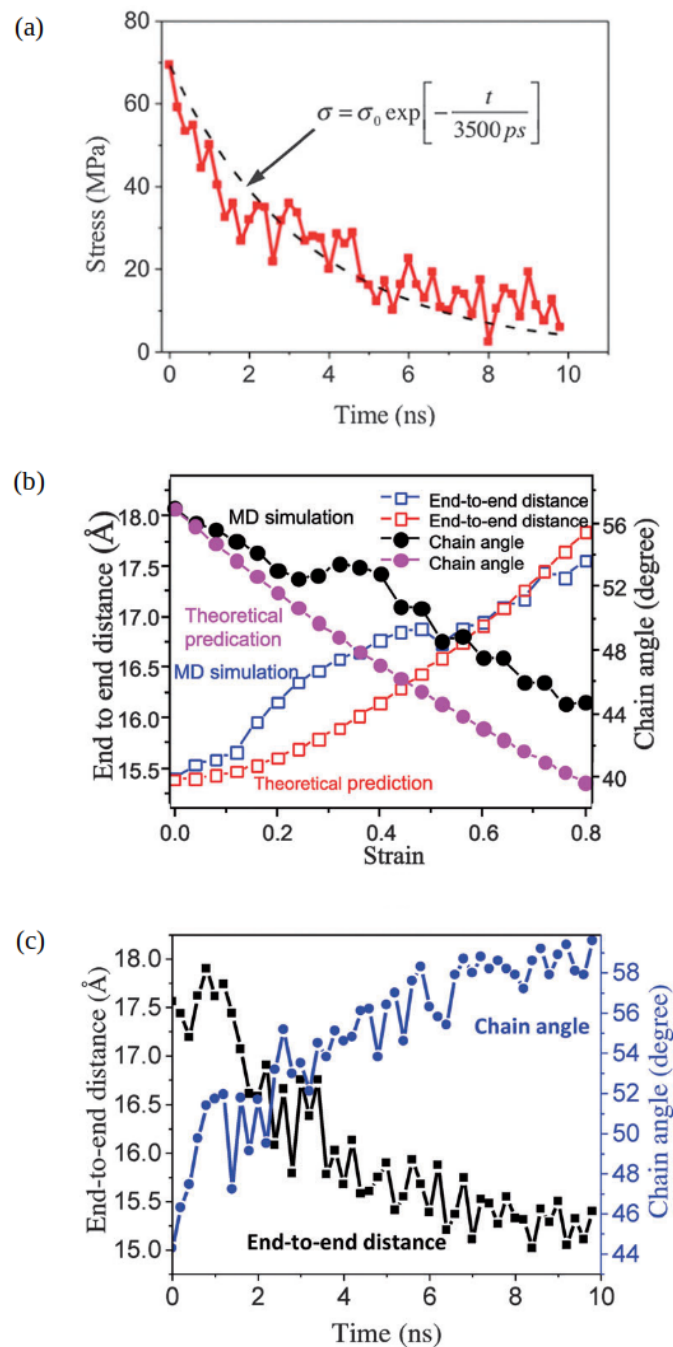 (a)
80
70
60
50
40
30
20
10
0
Stress (MPa)
σ = σ₀ exp[ − t / 3500 ps ]
0 2 4 6 8 10
Time (ns)
(b)
18.0
17.5
17.0
16.5
16.0
15.5
End to end distance (Å)
MD simulation
End-to-end distance
End-to-end distance
Chain angle
Chain angle
Theoretical
predication
MD simulation
Theoretical prediction
56
52
48
44
40
Chain angle (degree)
0.0 0.2 0.4 0.6 0.8
Strain
(c)
18.0
17.5
17.0
16.5
16.0
15.5
15.0
End-to-end distance (Å)
Chain angle
End-to-end distance
58
56
54
52
50
48
46
44
Chain angle (degree)
0 2 4 6 8 10
Time (ns)